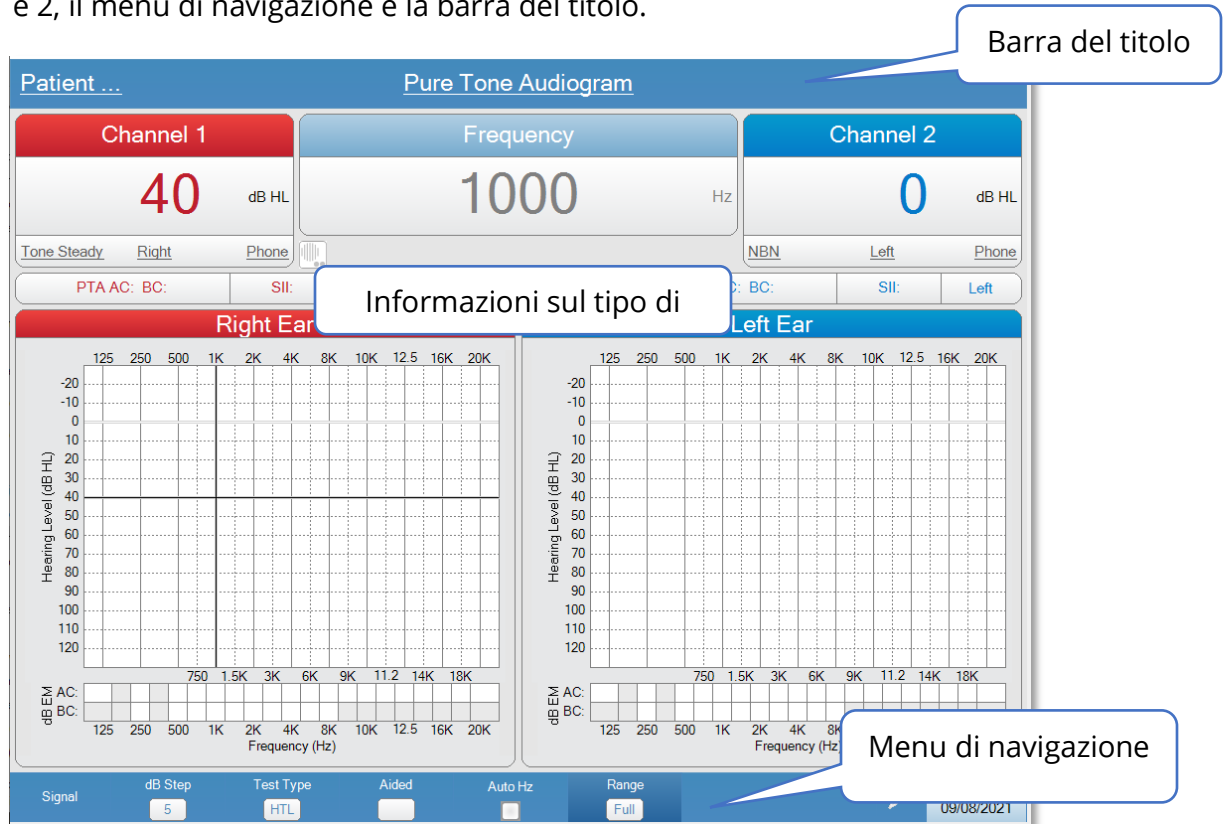 e 2, il menu di navigazione e la barra del titolo.
Barra del titolo
Patient ... Pure Tone Audiogram
Channel 1 Frequency Channel 2
40 dB HL 1000 Hz 0 dB HL
Tone Steady Right Phone NBN Left Phone
PTA AC: BC: SII: BC: SII: Left
Informazioni sul tipo di
Right Ear Left Ear
125 250 500 1K 2K 4K 8K 10K 12.5 16K 20K 125 250 500 1K 2K 4K 8K 10K 12.5 16K 20K
-20 -20
-10 -10
0 0
10 10
20 20
30 30
40 40
50 50
60 60
70 70
80 80
90 90
100 100
110 110
120 120
Hearing Level (dB HL) Hearing Level (dB HL)
750 1.5K 3K 6K 9K 11.2 14K 18K 750 1.5K 3K 6K 9K 11.2 14K 18K
dB EM AC: dB EM AC:
BC: BC:
125 250 500 1K 2K 4K 8K 10K 12.5 16K 20K 125 250 500 1K 2K 4K
Frequency (Hz) Frequency (Hz
Menu di navigazione
Signal dB Step Test Type Aided Auto Hz Range
5 HTL Full 09/08/2021